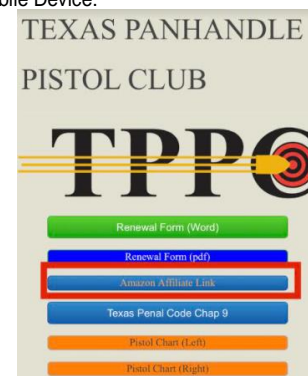 bile Device:
TEXAS PANHANDLE
PISTOL CLUB
TPPC
Renewal Form (Word)
Renewal Form (pdf)
Amazon Affiliate Link
Texas Penal Code Chap 9
Pistol Chart (Left)
Pistol Chart (Right)